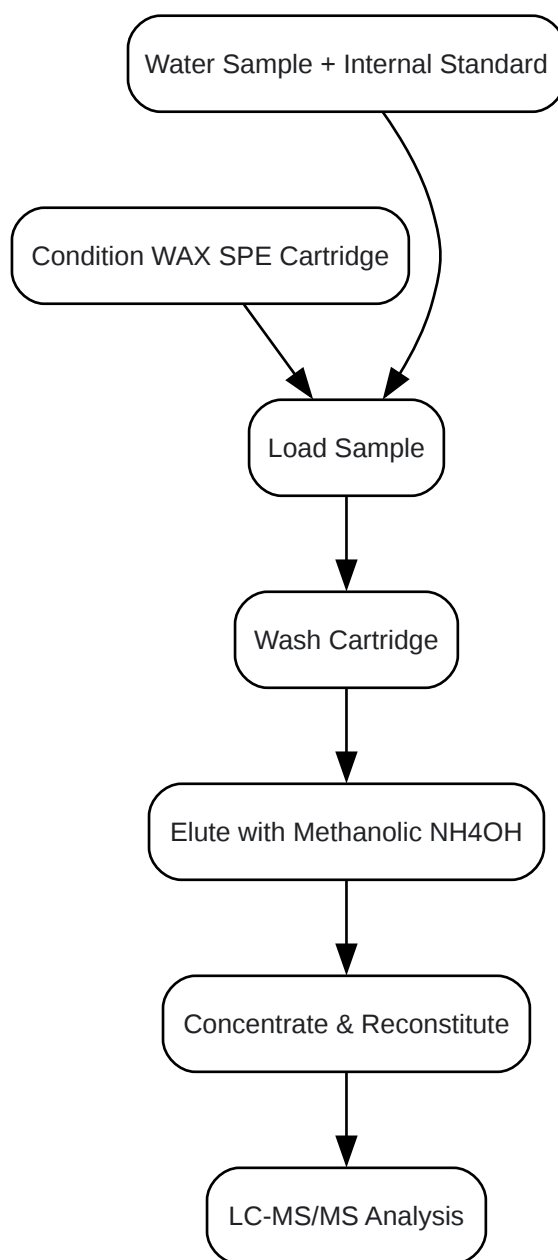 Water Sample + Internal Standard
Condition WAX SPE Cartridge
Load Sample
Wash Cartridge
Elute with Methanolic NH4OH
Concentrate & Reconstitute
LC-MS/MS Analysis